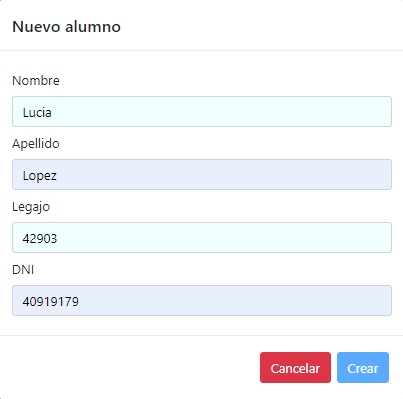 Nuevo alumno
Nombre
Lucia
Apellido
Lopez
Legajo
42903
DNI
40919179
Cancelar Crear